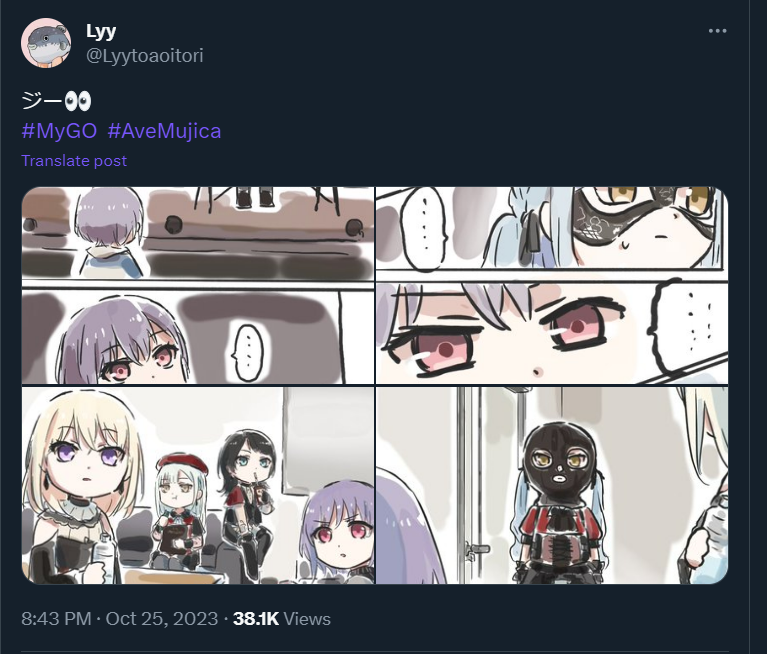 Lyy
@Lyytoaoitori
ジー👀
#MyGO #AveMujica
Translate post
8:43 PM · Oct 25, 2023 · 38.1K Views